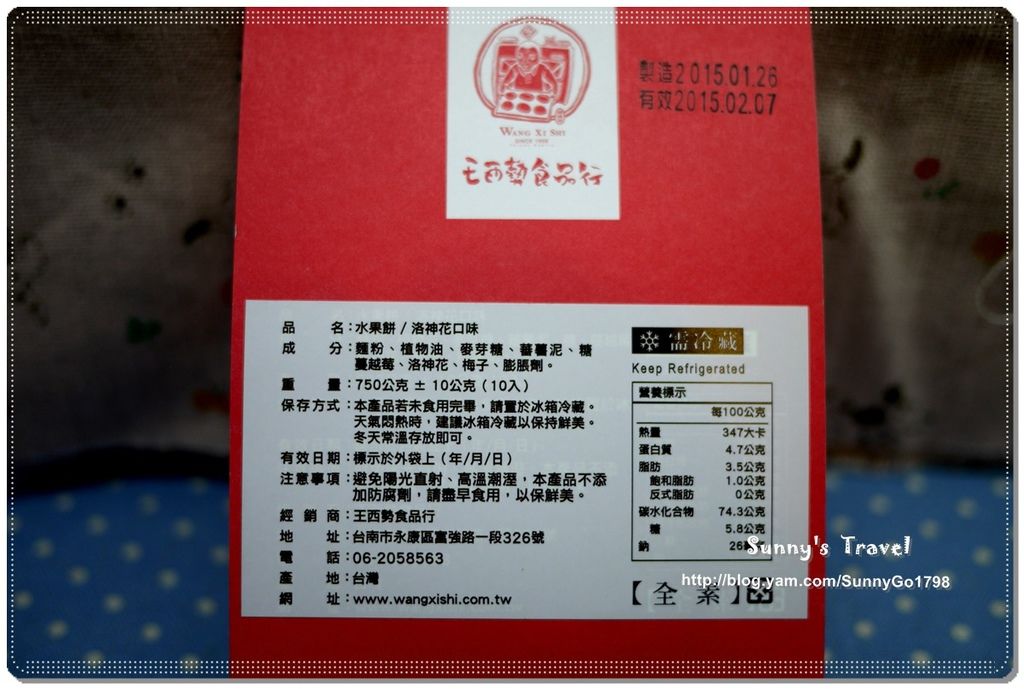 WANG XI SHI
王西勢食品行
製造2015.01.26
有效2015.02.07
品名：水果餅 / 洛神花口味
成分：麵粉、植物油、麥芽糖、蕃薯泥、糖
蔓越莓、洛神花、梅子、膨脹劑。
重量：750公克 ± 10公克（10入）
保存方式：本產品若未食用完畢，請置於冰箱冷藏。
天氣悶熱時，建議冰箱冷藏以保持鮮美。
冬天常溫存放即可。
有效日期：標示於外袋上（年/月/日）
注意事項：避免陽光直射、高溫潮溼，本產品不添
加防腐劑，請盡早食用，以保鮮美。
經銷商：王西勢食品行
地址：台南市永康區富強路一段326號
電話：06-2058563
產地：台灣
網址：www.wangxishi.com.tw
需冷藏
Keep Refrigerated
營養標示
每100公克
熱量 347大卡
蛋白質 4.7公克
脂肪 3.5公克
飽和脂肪 1.0公克
反式脂肪 0公克
碳水化合物 74.3公克
糖 5.8公克
鈉
【全素】
Sunny's Travel
http://blog.yam.com/SunnyGo1798